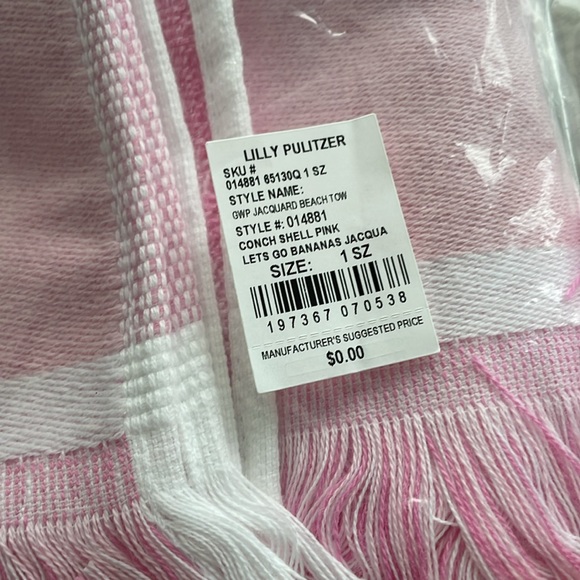 LILLY PULITZER
SKU #
014881 65130Q 1 SZ
STYLE NAME:
GWP JACQUARD BEACH TOW
STYLE #: 014881
CONCH SHELL PINK
LETS GO BANANAS JACQUA
SIZE: 1 SZ
197367 070538
MANUFACTURER'S SUGGESTED PRICE
$0.00